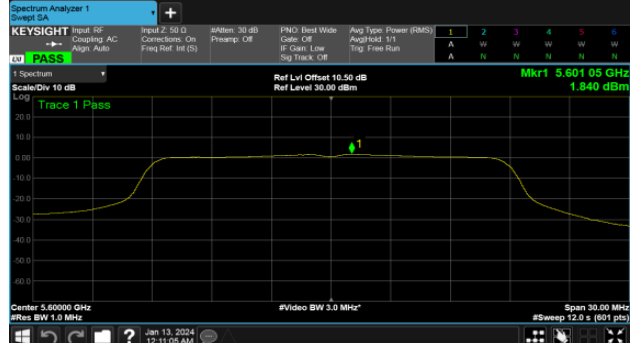 Spectrum Analyzer 1
Swept SA
+
KEYSIGHT Input: RF Input Z: 50 Ω #Atten: 30 dB PNO: Best Wide Avg Type: Power (RMS) 1 2 3 4 5 6
Coupling: AC Corrections: On Preamp: Off Gate: Off Avg|Hold: 1/1 A W W W W W
Align: Auto Freq Ref: Int (S) IF Gain: Low Trig: Free Run
Sig Track: Off A N N N N N
LXI PASS
1 Spectrum Ref Lvl Offset 10.50 dB Mkr1 5.601 05 GHz
Scale/Div 10 dB Ref Level 30.00 dBm 1.840 dBm
Log
Trace 1 Pass
20.0
10.0
1
0.00
-10.0
-20.0
-30.0
-40.0
-50.0
-60.0
Center 5.60000 GHz #Video BW 3.0 MHz* Span 30.00 MHz
#Res BW 1.0 MHz #Sweep 12.0 s (601 pts)
? Jan 13, 2024
12:11:05 AM